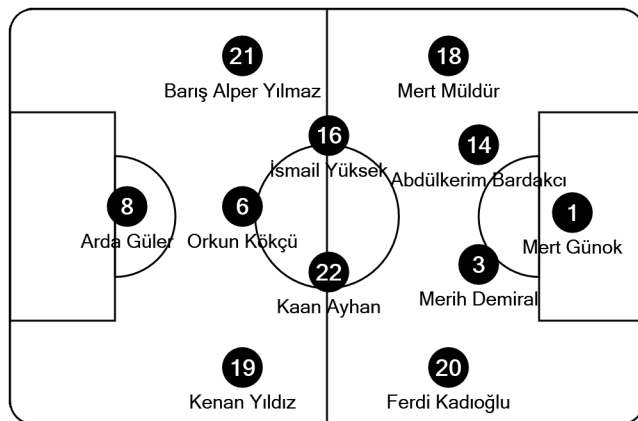 21
Barış Alper Yılmaz
18
Mert Müldür
16
İsmail Yüksek
14
Abdülkerim Bardakcı
8
Arda Güler
6
Orkun Kökçü
1
Mert Günok
22
Kaan Ayhan
3
Merih Demiral
19
Kenan Yıldız
20
Ferdi Kadıoğlu